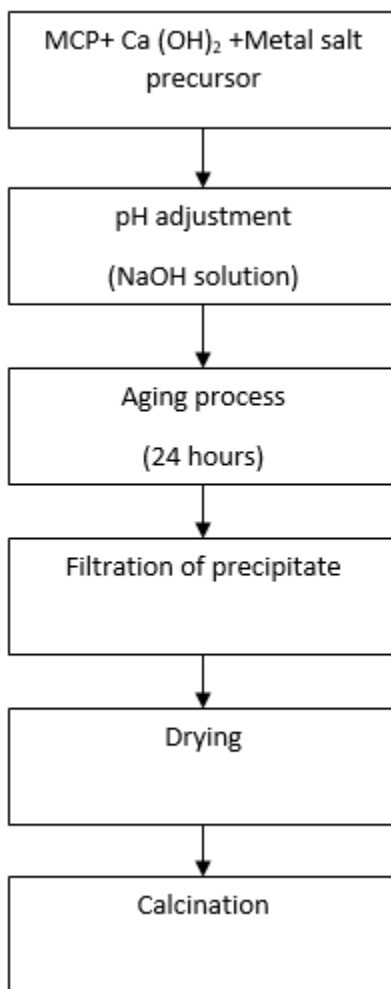 MCP+ Ca (OH)₂ +Metal salt
precursor
pH adjustment
(NaOH solution)
Aging process
(24 hours)
Filtration of precipitate
Drying
Calcination